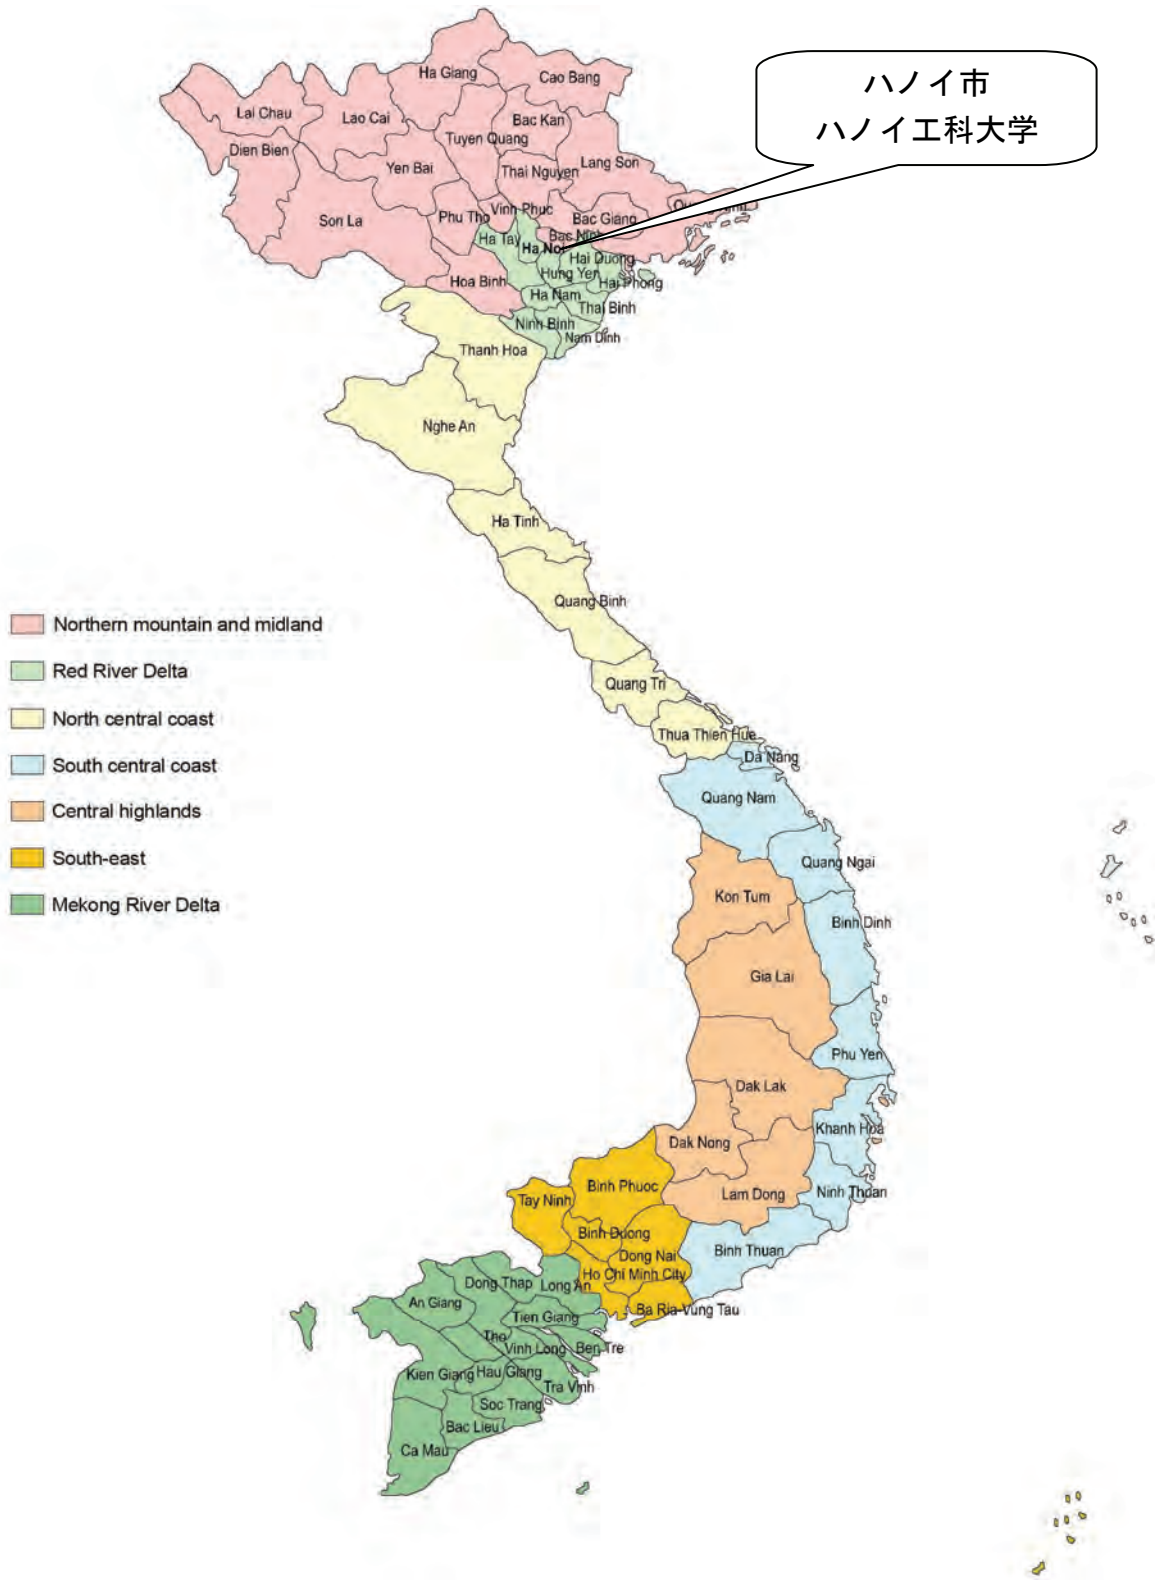 ハノイ市
ハノイ工科大学
Ha Giang
Cao Bang
Lai Chau
Lao Cai
Bac Kan
Tuyen Quang
Dien Bien
Yen Bai
Thai Nguyen
Lang Son
Son La
Phu Tho
Vinh Phuc
Bac Giang
Bac Ninh
Ha Tay
Ha Noi
Hai Duong
Hung Yen
Hoa Binh
Hai Phong
Ha Nam
Thai Binh
Ninh Binh
Nam Dinh
Thanh Hoa
Nghe An
Ha Tinh
Quang Binh
Quang Tri
Thua Thien Hue
Da Nang
Quang Nam
Quang Ngai
Kon Tum
Binh Dinh
Gia Lai
Phu Yen
Dak Lak
Khanh Hoa
Dak Nong
Lam Dong
Ninh Thuan
Binh Phuoc
Tay Ninh
Binh Duong
Binh Thuan
Dong Nai
Ho Chi Minh City
Ba Ria-Vung Tau
Dong Thap
Long An
An Giang
Tien Giang
Tho
Vinh Long
Ben Tre
Kien Giang
Hau Giang
Tra Vinh
Soc Trang
Bac Lieu
Ca Mau
Northern mountain and midland
Red River Delta
North central coast
South central coast
Central highlands
South-east
Mekong River Delta